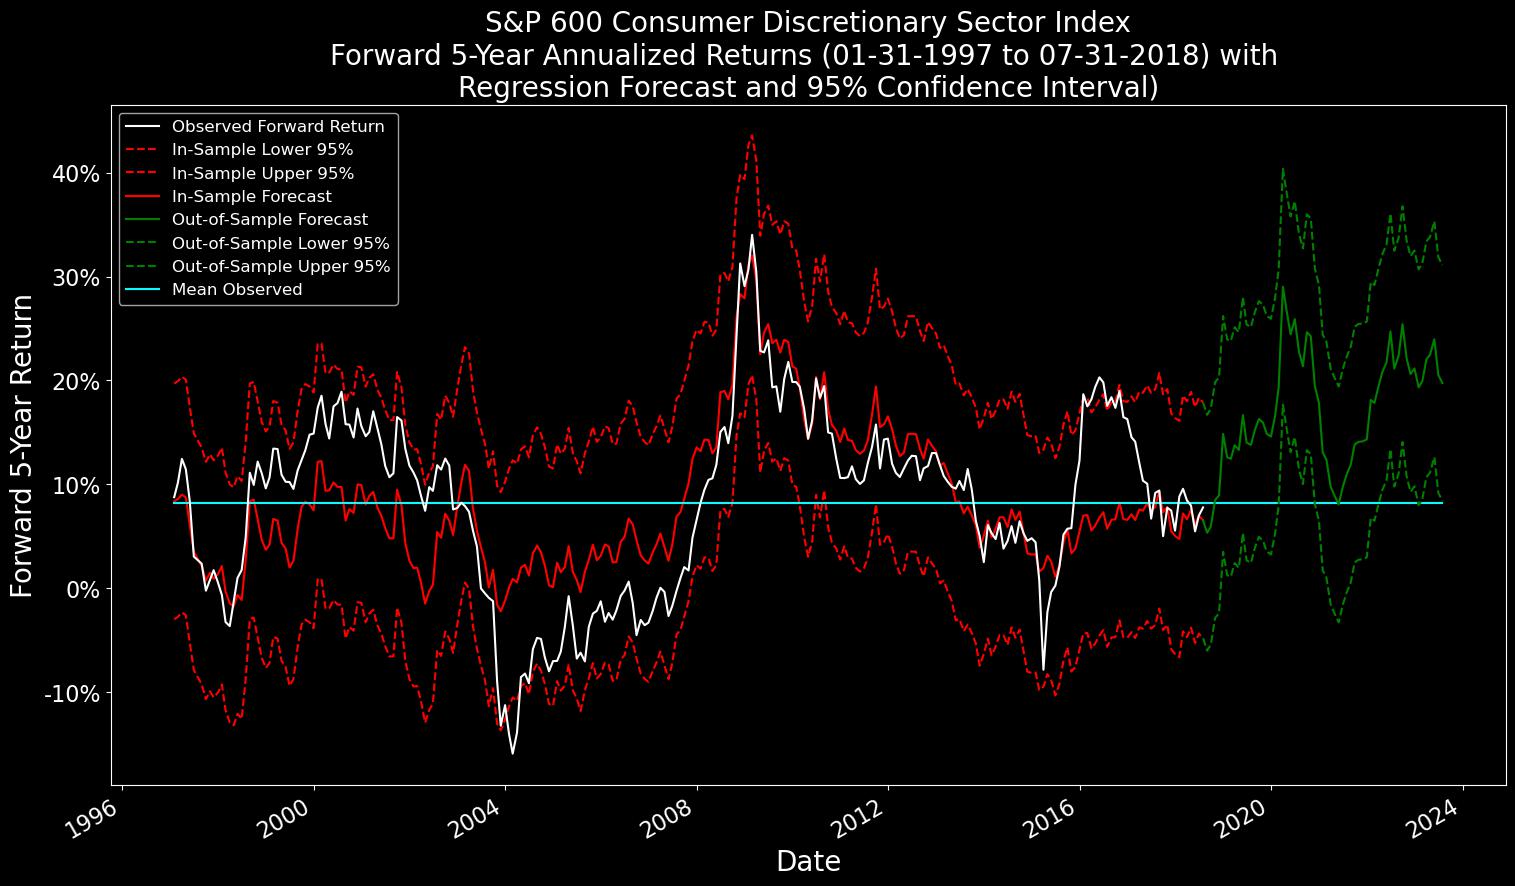 S&P 600 Consumer Discretionary Sector Index
Forward 5-Year Annualized Returns (01-31-1997 to 07-31-2018) with
Regression Forecast and 95% Confidence Interval)
Observed Forward Return
In-Sample Lower 95%
In-Sample Upper 95%
In-Sample Forecast
Out-of-Sample Forecast
Out-of-Sample Lower 95%
Out-of-Sample Upper 95%
Mean Observed
Forward 5-Year Return
40%
30%
20%
10%
0%
-10%
1996
2000
2004
2008
2012
2016
2020
2024
Date